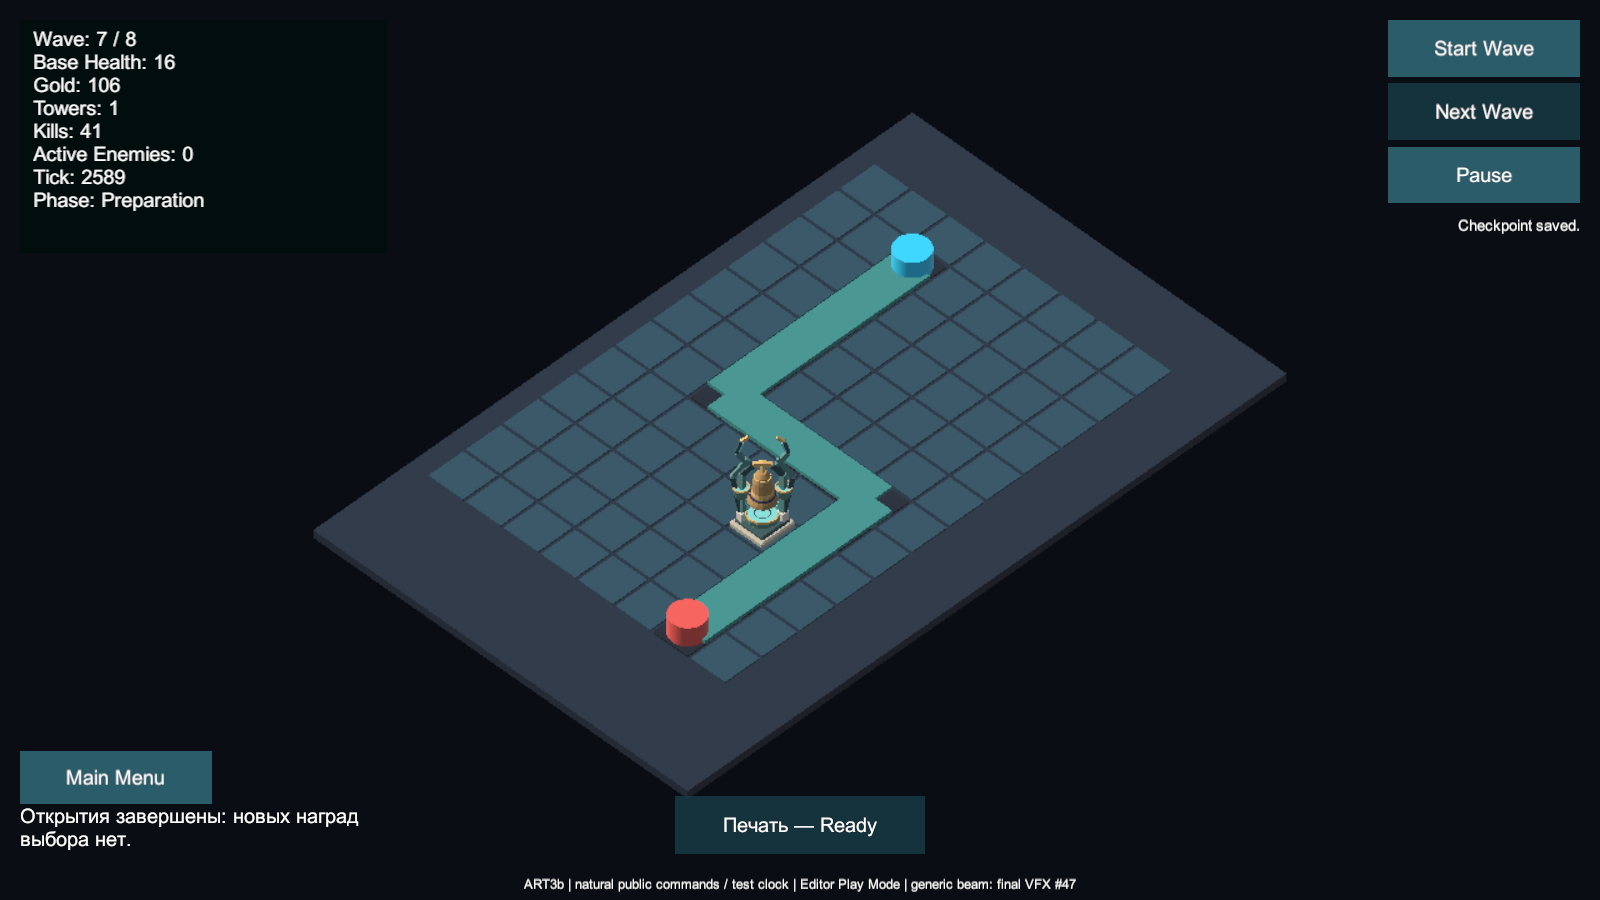 Wave: 7 / 8
Base Health: 16
Gold: 106
Towers: 1
Kills: 41
Active Enemies: 0
Tick: 2589
Phase: Preparation
Start Wave
Next Wave
Pause
Checkpoint saved.
Main Menu
Открытия завершены: новых наград
выбора нет.
Печать — Ready
ART3b | natural public commands / test clock | Editor Play Mode | generic beam: final VFX #47